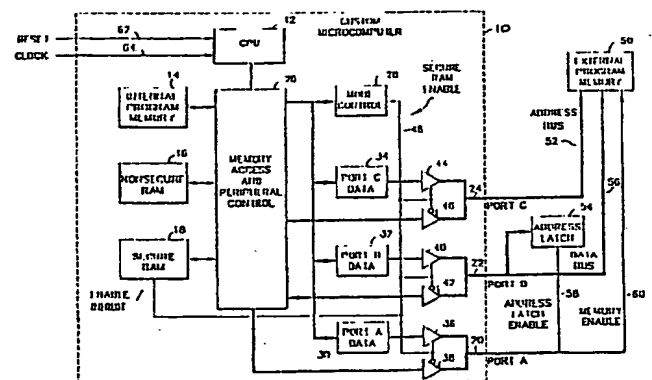 12
CUSTOM
MICROCOMPUTER
10
RESET
62
CLOCK
64
CPU
50
EXTERNAL
PROGRAM
MEMORY
14
INTERNAL
PROGRAM
MEMORY
MODE
CONTROL
SECURE
RAM
ENABLE
48
ADDRESS
BUS
52
16
NONSECURE
RAM
MEMORY
ACCESS
AND
PERIPHERAL
CONTROL
34
PORT C
DATA
44
46
24
PORT C
56
54
ADDRESS
LATCH
18
SECURE
RAM
32
PORT B
DATA
40
42
22
PORT B
DATA
BUS
58
60
ENABLE
INPUT
ADDRESS
LATCH
ENABLE
MEMORY
ENABLE
30
PORT A
DATA
36
38
20
PORT A